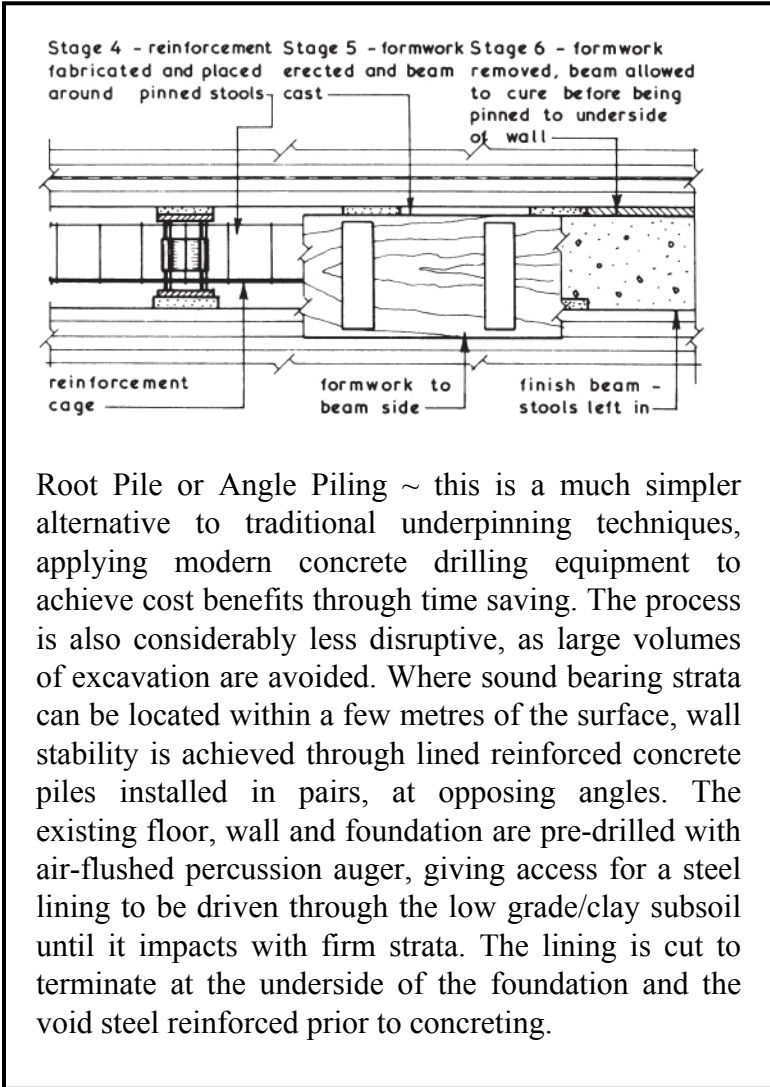 Stage 4 - reinforcement
fabricated and placed
around pinned stools
Stage 5 - formwork
erected and beam
cast
Stage 6 - formwork
removed, beam allowed
to cure before being
pinned to underside
of wall
reinforcement
cage
formwork to
beam side
finish beam -
stools left in
Root Pile or Angle Piling ~ this is a much simpler
alternative to traditional underpinning techniques,
applying modern concrete drilling equipment to
achieve cost benefits through time saving. The process
is also considerably less disruptive, as large volumes
of excavation are avoided. Where sound bearing strata
can be located within a few metres of the surface, wall
stability is achieved through lined reinforced concrete
piles installed in pairs, at opposing angles. The
existing floor, wall and foundation are pre-drilled with
air-flushed percussion auger, giving access for a steel
lining to be driven through the low grade/clay subsoil
until it impacts with firm strata. The lining is cut to
terminate at the underside of the foundation and the
void steel reinforced prior to concreting.